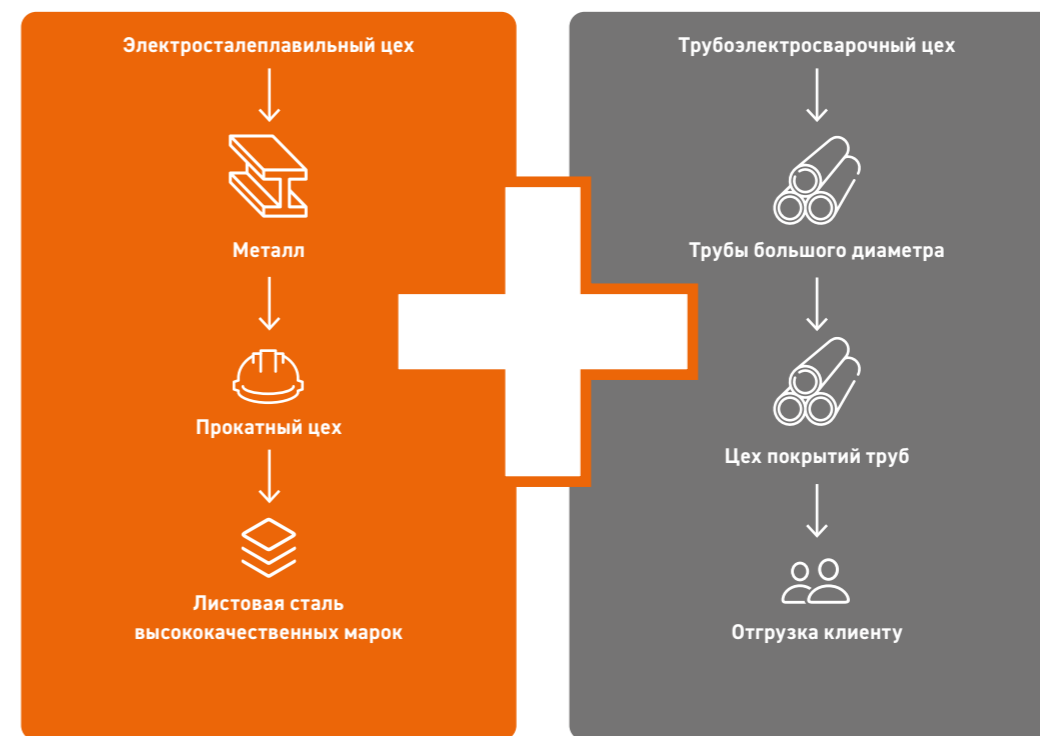 Электросталеплавильный цех
Металл
Прокатный цех
Листовая сталь
высококачественных марок
Трубоэлектросварочный цех
Трубы большого диаметра
Цех покрытий труб
Отгрузка клиенту